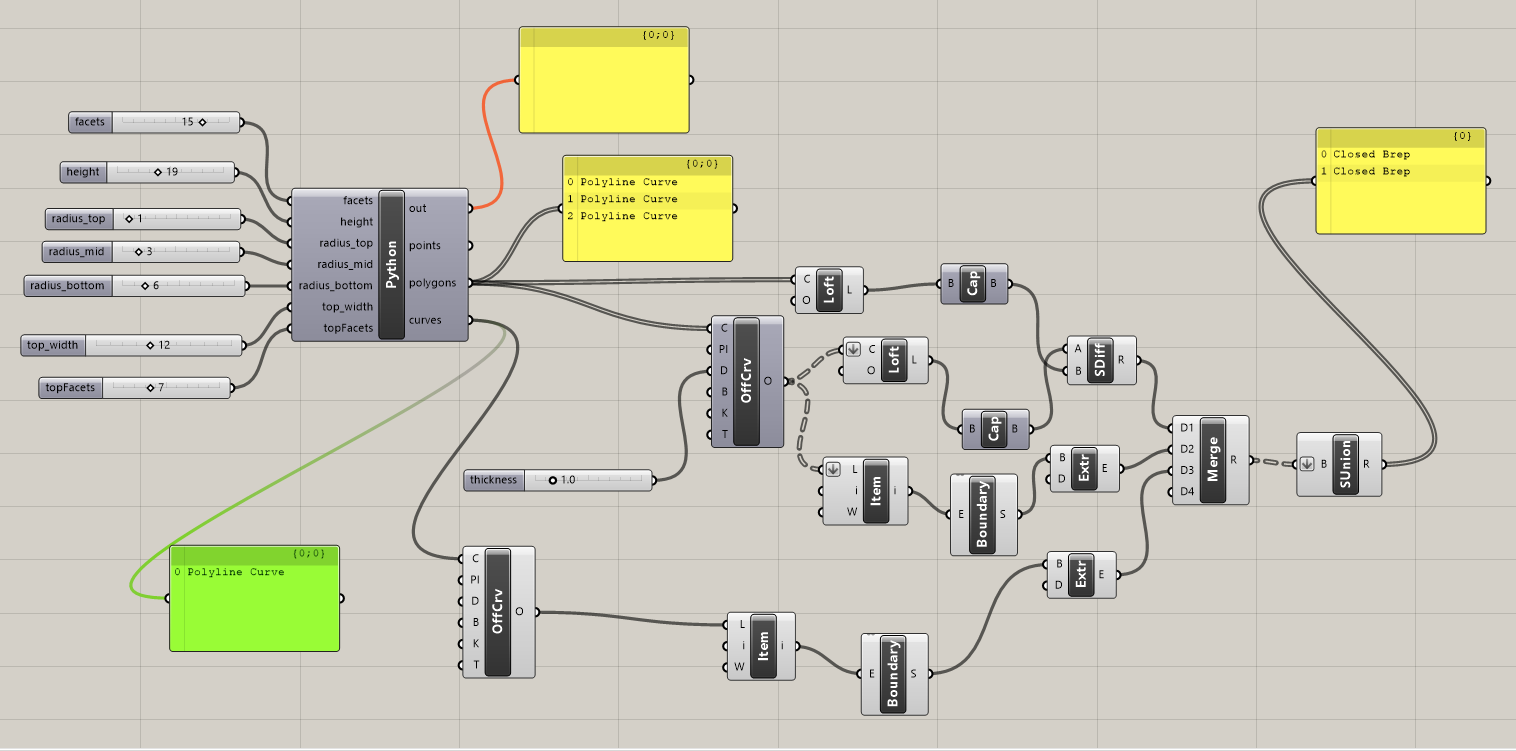 {0;0}
facets 15
height 19
radius_top 1
radius_mid 3
radius_bottom 6
top_width 12
topFacets 7
facets
height
radius_top
radius_mid
radius_bottom
top_width
topFacets
Python
out
points
polygons
curves
{0;0}
0 Polyline Curve
1 Polyline Curve
2 Polyline Curve
{0}
0 Closed Brep
1 Closed Brep
C
O
Loft
L
B
Cap
B
C
Pl
D
B
K
T
OffCrv
O
C
O
Loft
L
A
B
SDiff
R
B
Cap
B
thickness 1.0
L
i
W
Item
i
E
Boundary
S
B
D
Extr
E
D1
D2
D3
D4
Merge
R
B
SUnion
R
{0;0}
0 Polyline Curve
C
Pl
D
B
K
T
OffCrv
O
L
i
W
Item
i
E
Boundary
S
B
D
Extr
E